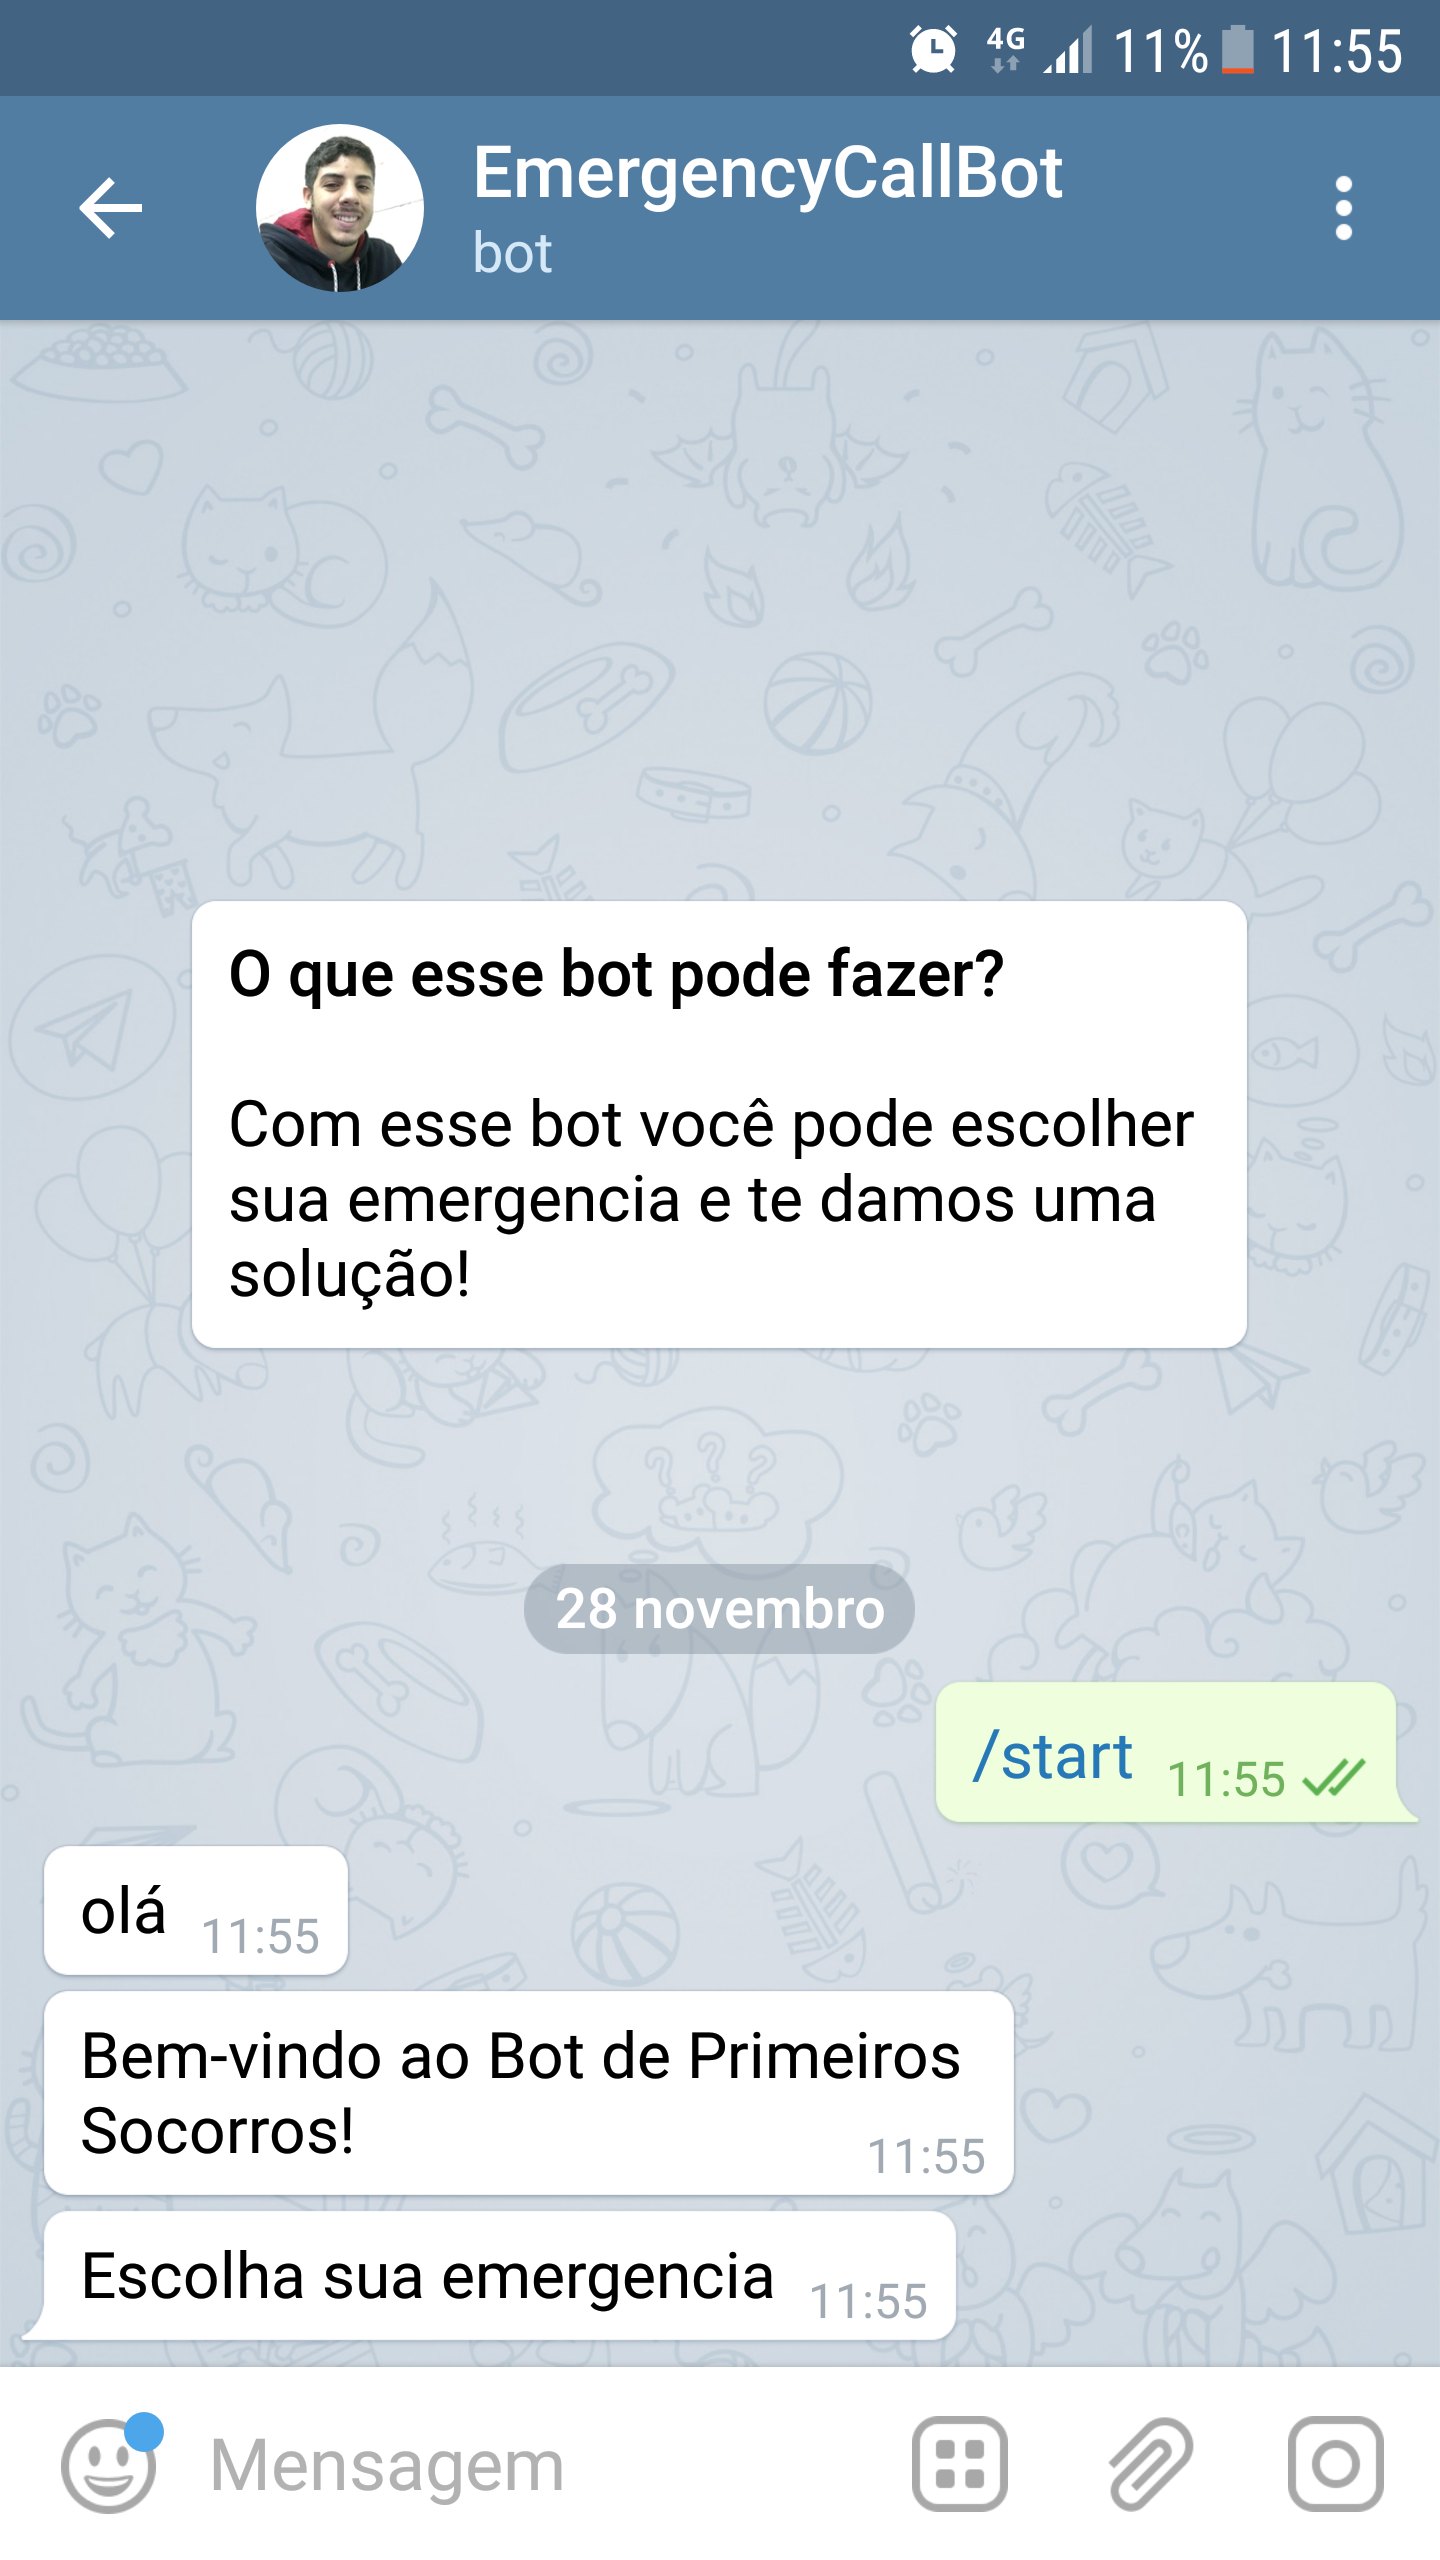 4G 11% 11:55
EmergencyCallBot
bot
O que esse bot pode fazer?
Com esse bot você pode escolher
sua emergencia e te damos uma
solução!
? ? ?
28 novembro
/start 11:55
olá 11:55
Bem-vindo ao Bot de Primeiros
Socorros!
11:55
Escolha sua emergencia 11:55
Mensagem